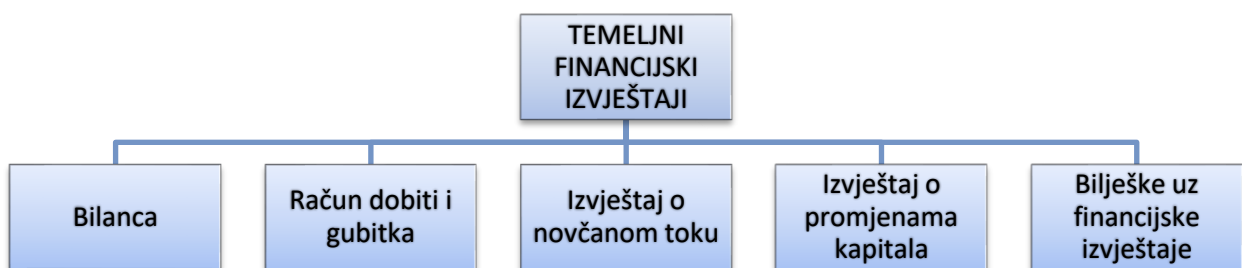 TEMELJNI
FINANCIJSKI
IZVJEŠTAJI
Bilanca
Račun dobiti i
gubitka
Izvještaj o
novčanom toku
Izvještaj o
promjenama
kapitala
Bilješke uz
financijske
izvještaje